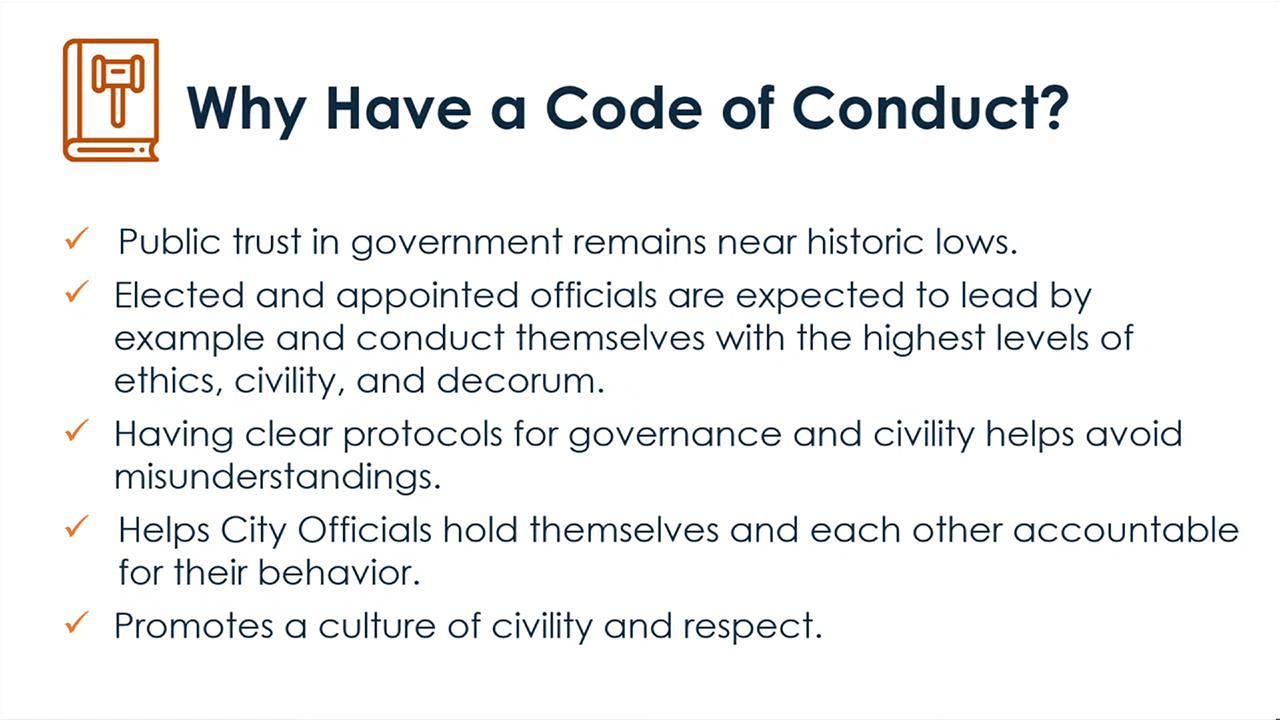 Why Have a Code of Conduct?
✓ Public trust in government remains near historic lows.
✓ Elected and appointed officials are expected to lead by
example and conduct themselves with the highest levels of
ethics, civility, and decorum.
✓ Having clear protocols for governance and civility helps avoid
misunderstandings.
✓ Helps City Officials hold themselves and each other accountable
for their behavior.
✓ Promotes a culture of civility and respect.